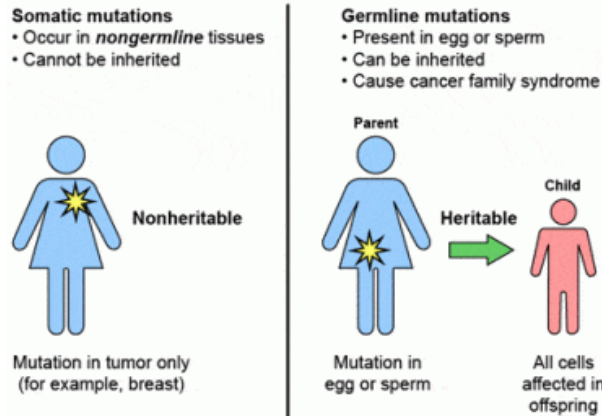 Somatic mutations
• Occur in nongermline tissues
• Cannot be inherited
Nonheritable
Mutation in tumor only
(for example, breast)
Germline mutations
• Present in egg or sperm
• Can be inherited
• Cause cancer family syndrome
Parent
Child
Heritable
Mutation in
egg or sperm
All cells
affected in
offspring